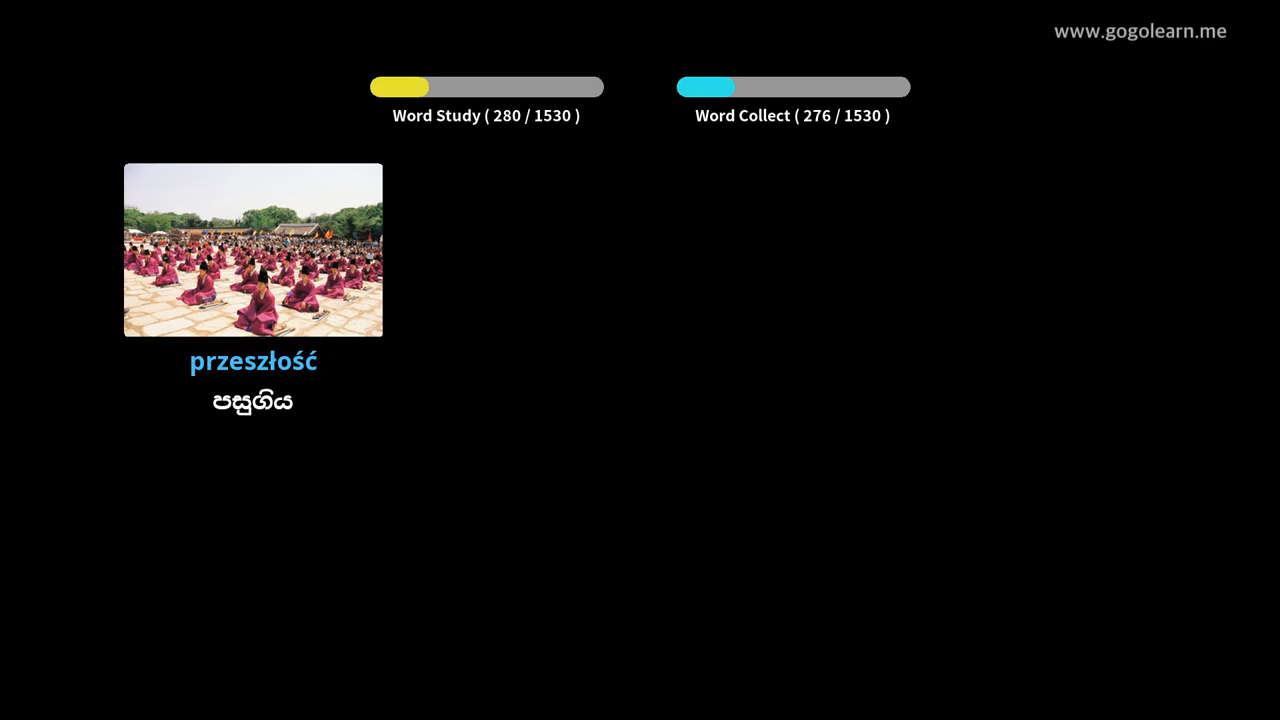 www.gogolearn.me
Word Study ( 280 / 1530 )
Word Collect ( 276 / 1530 )
przeszłość
පසුගිය